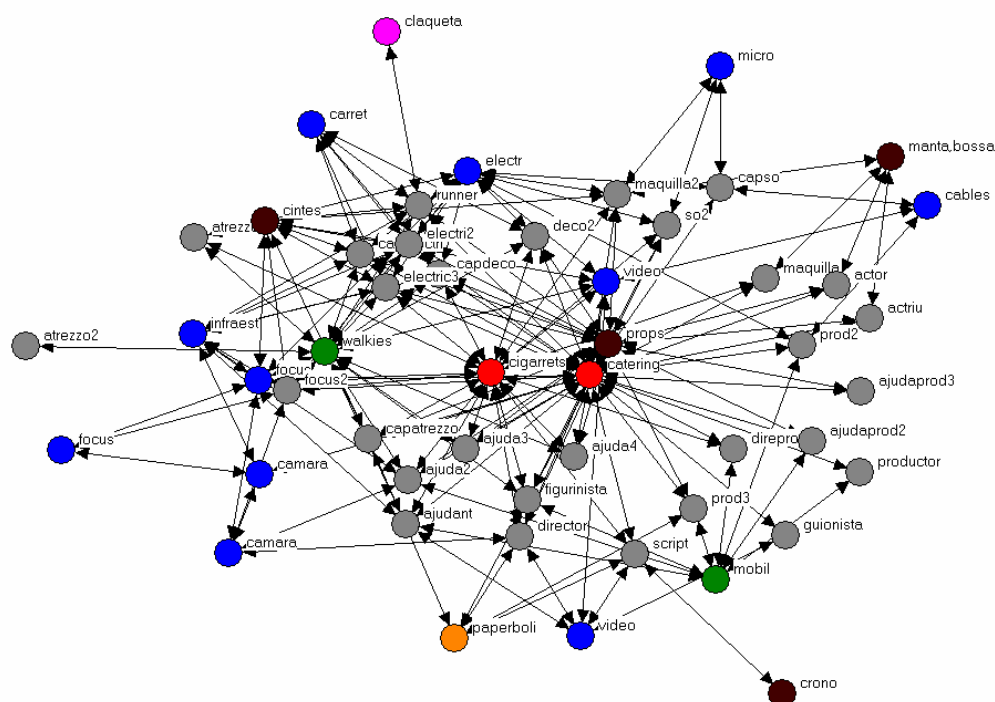 claqueta
micro
carret
manta,bossa
electr
maquilla2
capso
runner
cables
cintes
so2
atrezzo
electri2
deco2
capdeco
electric3
video
maquilla
actor
actriu
infraest
props
prod2
atrezzo2
walkies
cigarrets
catering
focus2
ajudaprod3
capatrezzo
ajuda3
ajuda4
direpro
ajudaprod2
focus
camara
ajuda2
productor
figurinista
prod3
ajudant
director
script
guionista
camara
mobil
paperboli
video
crono